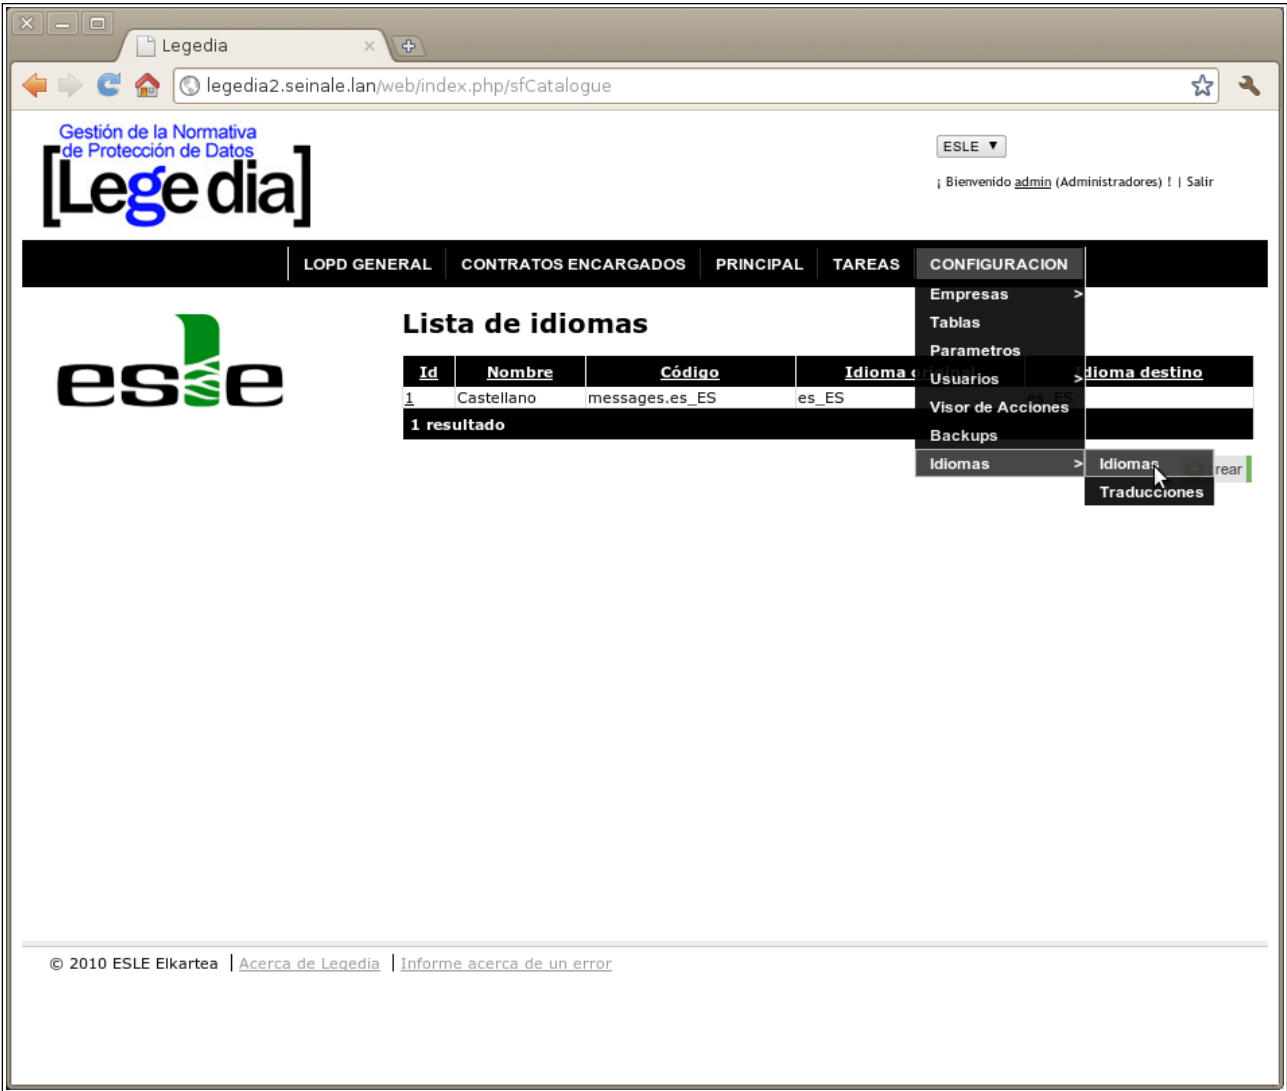 Legedia
legedia2.seinale.lan/web/index.php/sfCatalogue
Gestión de la Normativa
de Protección de Datos
[Legedia]
ESLE ▼
¡ Bienvenido admin (Administradores) ! | Salir
LOPD GENERAL CONTRATOS ENCARGADOS PRINCIPAL TAREAS CONFIGURACION
Empresas >
Tablas
Parametros
Usuarios >
Visor de Acciones
Backups
Idiomas > Idiomas
Traducciones
esle
Lista de idiomas
Id Nombre Código Idioma original Idioma destino
1 Castellano messages.es_ES es_ES es_ES
1 resultado
crear
© 2010 ESLE Elkartea | Acerca de Legedia | Informe acerca de un error